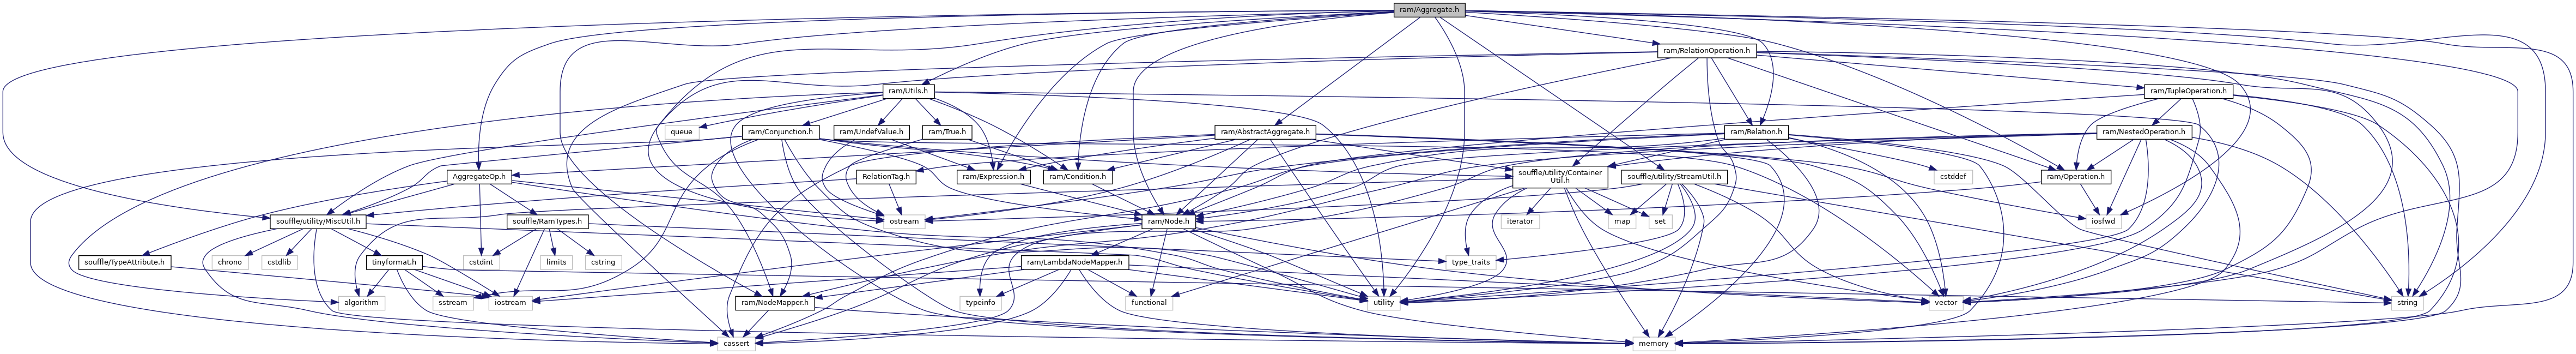 ram/Aggregate.h
ram/RelationOperation.h
ram/Utils.h
ram/TupleOperation.h
queue
ram/Conjunction.h
ram/UndefValue.h
ram/True.h
ram/AbstractAggregate.h
ram/Relation.h
ram/NestedOperation.h
AggregateOp.h
RelationTag.h
ram/Expression.h
ram/Condition.h
souffle/utility/Container
Util.h
souffle/utility/StreamUtil.h
cstddef
ram/Operation.h
souffle/utility/MiscUtil.h
souffle/RamTypes.h
ostream
ram/Node.h
iterator
map
set
iosfwd
souffle/TypeAttribute.h
chrono
cstdlib
tinyformat.h
cstdint
limits
cstring
ram/LambdaNodeMapper.h
type_traits
algorithm
sstream
iostream
ram/NodeMapper.h
typeinfo
functional
utility
vector
string
cassert
memory